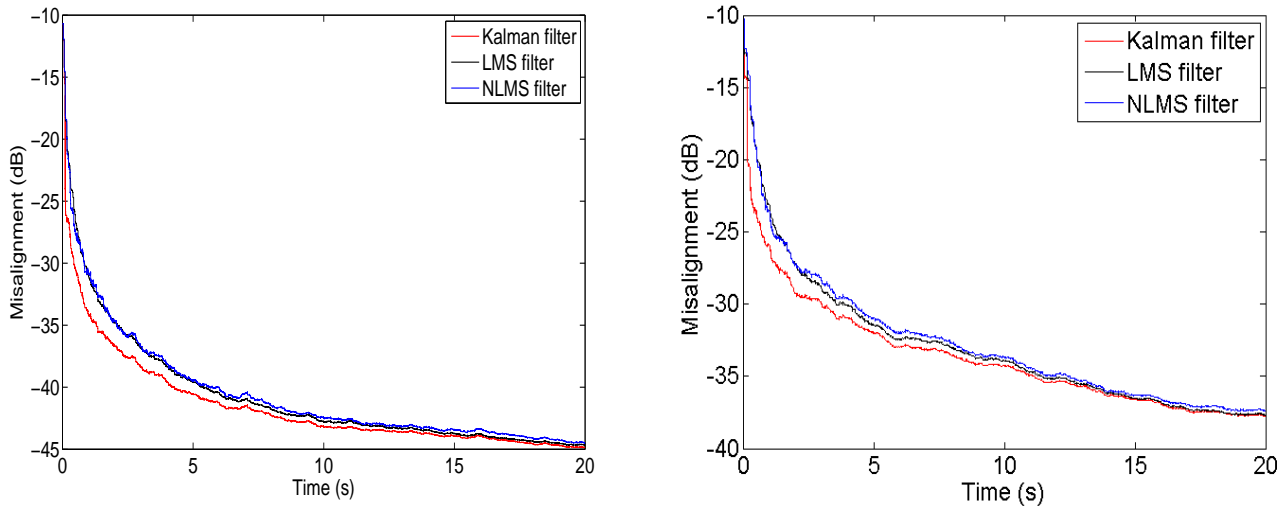 −10
−15
−20
−25
−30
−35
−40
−45
0
5
10
15
20
Misalignment (dB)
Time (s)
Kalman filter
LMS filter
NLMS filter
-10
-15
-20
-25
-30
-35
-40
0
5
10
15
20
Misalignment (dB)
Time (s)
Kalman filter
LMS filter
NLMS filter